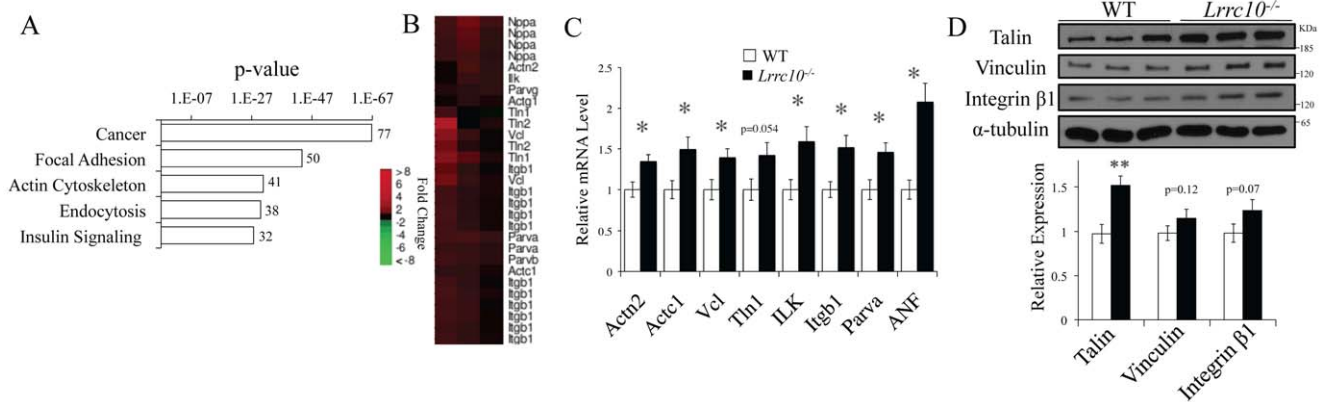 A
p-value
1.E-07 1.E-27 1.E-47 1.E-67
Cancer 77
Focal Adhesion 50
Actin Cytoskeleton 41
Endocytosis 38
Insulin Signaling 32
B
>8
6
4
2
-2
-4
-6
<-8
Fold Change
Nppa
Nppa
Nppa
Nppa
Actn2
Ilk
Parvg
Actg1
Tln1
Tln2
Vcl
Tln2
Tln1
Itgb1
Vcl
Itgb1
Itgb1
Itgb1
Itgb1
Parva
Parva
Parvb
Actc1
Itgb1
Itgb1
Itgb1
Itgb1
Itgb1
Itgb1
C
WT
Lrrc10-/-
Relative mRNA Level
2.5
2
1.5
1
0.5
0
* * * p=0.054 * * * *
Actn2 Actc1 Vcl Tln1 ILK Itgb1 Parva ANF
D
WT Lrrc10-/-
KDa
Talin 185
Vinculin 120
Integrin β1 120
α-tubulin 65
Relative Expression
1.5
1
0.5
0
** p=0.12 p=0.07
Talin Vinculin Integrin β1